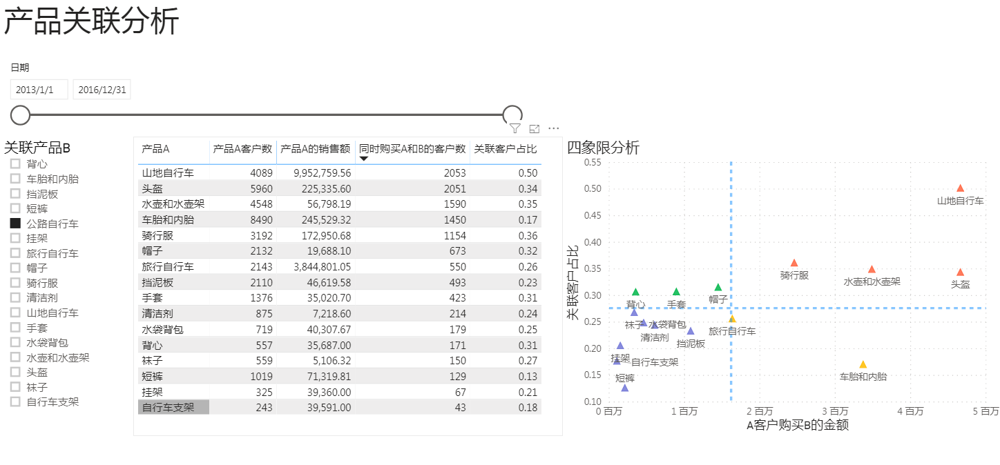 产品关联分析
日期
2013/1/1 2016/12/31
关联产品B
背心
车胎和内胎
挡泥板
短裤
公路自行车
挂架
旅行自行车
帽子
骑行服
清洁剂
山地自行车
手套
水袋背包
水壶和水壶架
头盔
袜子
自行车支架
产品A 产品A客户数 产品A的销售额 同时购买A和B的客户数 关联客户占比
山地自行车 4089 9,952,759.56 2053 0.50
头盔 5960 225,335.60 2051 0.34
水壶和水壶架 4548 56,798.19 1590 0.35
车胎和内胎 8490 245,529.32 1450 0.17
骑行服 3192 172,950.68 1154 0.36
帽子 2132 19,688.10 673 0.32
旅行自行车 2143 3,844,801.05 550 0.26
挡泥板 2110 46,619.58 493 0.23
手套 1376 35,020.70 423 0.31
清洁剂 875 7,218.60 214 0.24
水袋背包 719 40,307.67 179 0.25
背心 557 35,687.00 171 0.31
袜子 559 5,106.32 150 0.27
短裤 1019 71,319.81 129 0.13
挂架 325 39,360.00 67 0.21
自行车支架 243 39,591.00 43 0.18
四象限分析
关联客户占比
0.55
0.50
0.45
0.40
0.35
0.30
0.25
0.20
0.15
0.10
山地自行车
骑行服
水壶和水壶架
头盔
背心
手套
帽子
袜子
水袋背包
清洁剂
挡泥板
旅行自行车
挂架
自行车支架
短裤
车胎和内胎
0 百万 1 百万 2 百万 3 百万 4 百万 5 百万
A客户购买B的金额